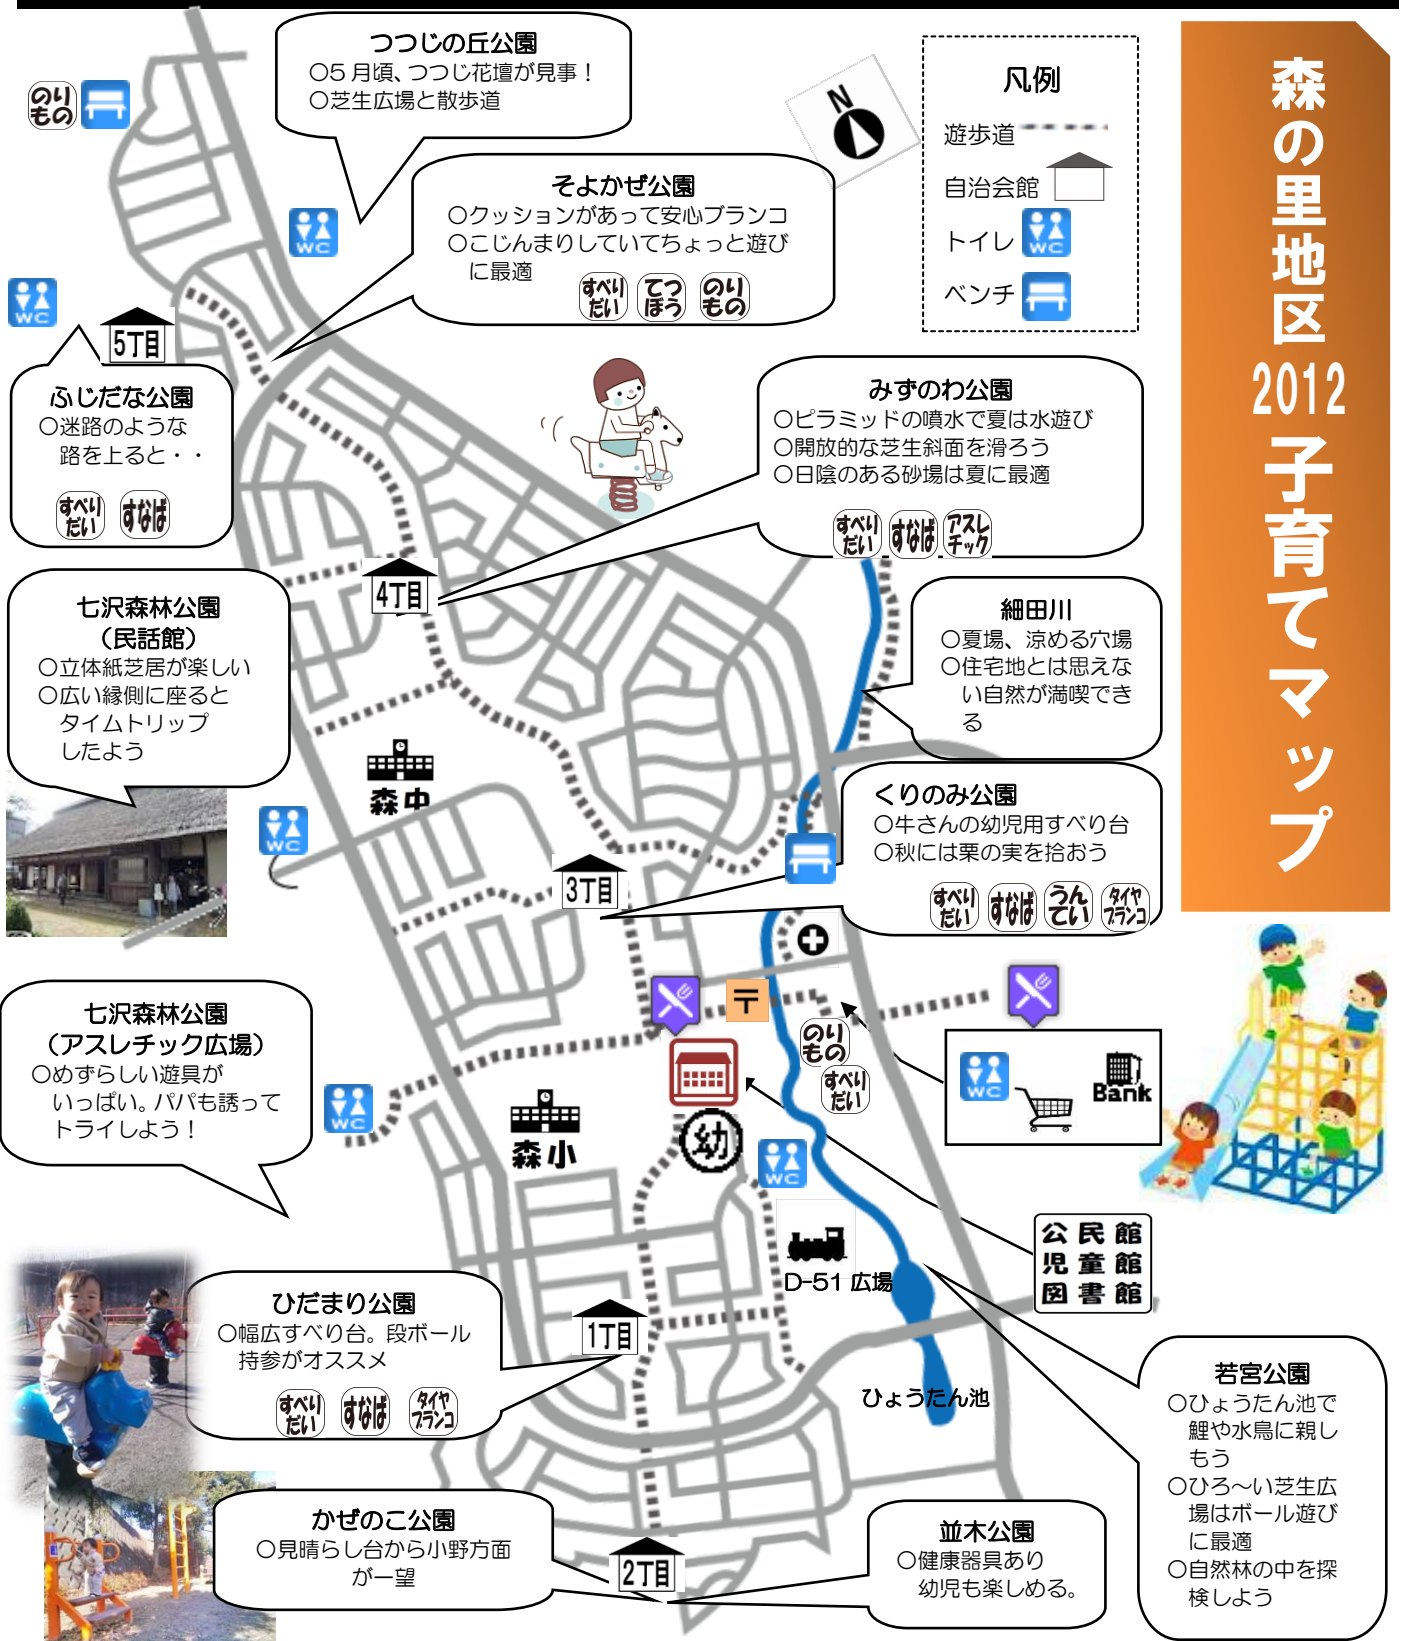 森の里地区
2012
子育てマップ
つつじの丘公園
○5月頃、つつじ花壇が見事！
○芝生広場と散歩道
のり
もの
N
凡例
遊歩道
自治会館
トイレ
WC
ベンチ
そよかぜ公園
○クッションがあって安心ブランコ
○こじんまりしていてちょっと遊び
に最適
すべり
だい
てつ
ぼう
のり
もの
WC
WC
5丁目
ふじだな公園
○迷路のような
路を上ると・・
すべり
だい
すなば
みずのわ公園
○ピラミッドの噴水で夏は水遊び
○開放的な芝生斜面を滑ろう
○日陰のある砂場は夏に最適
すべり
だい
すなば
アスレ
チック
4丁目
七沢森林公園
（民話館）
○立体紙芝居が楽しい
○広い縁側に座ると
タイムトリップ
したよう
細田川
○夏場、涼める穴場
○住宅地とは思えな
い自然が満喫でき
る
森中
WC
くりのみ公園
○牛さんの幼児用すべり台
○秋には栗の実を拾おう
すべり
だい
すなば
うん
てい
タイヤ
ブランコ
3丁目
〒
七沢森林公園
（アスレチック広場）
○めずらしい遊具が
いっぱい。パパも誘って
トライしよう！
WC
のり
もの
すべり
だい
WC
Bank
森小
幼
WC
D-51 広場
公民館
児童館
図書館
ひだまり公園
○幅広すべり台。段ボール
持参がオススメ
すべり
だい
すなば
タイヤ
ブランコ
1丁目
ひょうたん池
若宮公園
○ひょうたん池で
鯉や水鳥に親し
もう
○ひろ～い芝生広
場はボール遊び
に最適
○自然林の中を探
検しよう
かぜのこ公園
○見晴らし台から小野方面
が一望
2丁目
並木公園
○健康器具あり
幼児も楽しめる。